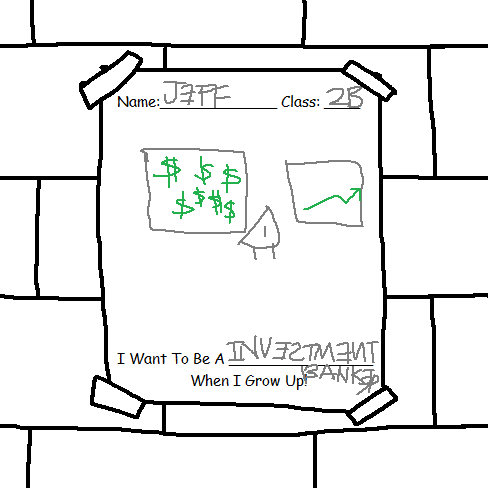 Name: JEFF Class: 2B
$ $ $
$ $ $ $
I Want To Be A INVESTMENT
BANKER
When I Grow Up!